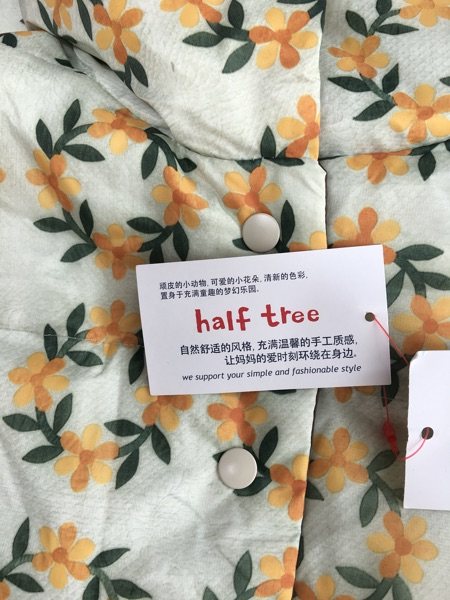 顽皮的小动物,可爱的小花朵,清新的色彩,
置身于充满童趣的梦幻乐园。
half tree
自然舒适的风格,充满温馨的手工质感,
让妈妈的爱时刻环绕在身边。
we support your simple and fashionable style